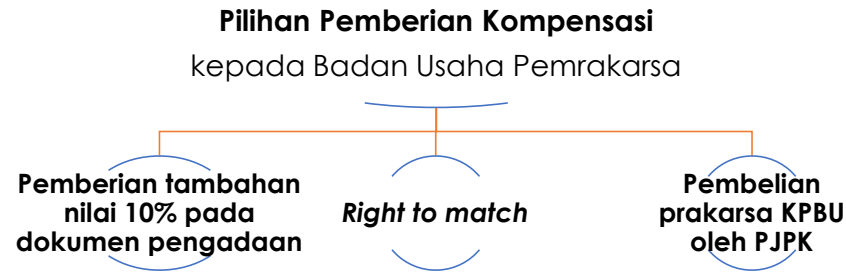 Pilihan Pemberian Kompensasi
kepada Badan Usaha Pemrakarsa
Pemberian tambahan
nilai 10% pada
dokumen pengadaan
Right to match
Pembelian
prakarsa KPBU
oleh PJPK